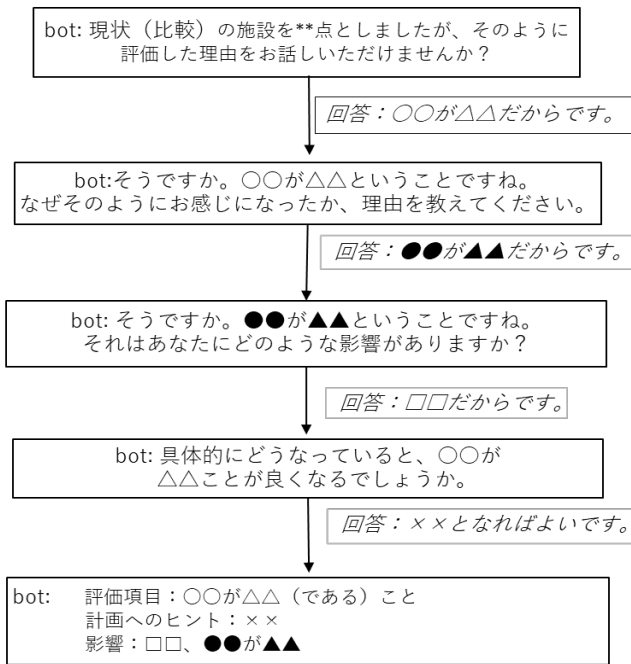 bot: 現状（比較）の施設を**点としましたが、そのように
評価した理由をお話しいただけませんか？
回答：〇〇が△△だからです。
bot:そうですか。〇〇が△△ということですね。
なぜそのようにお感じになったか、理由を教えてください。
回答：●●が▲▲だからです。
bot: そうですか。●●が▲▲ということですね。
それはあなたにどのような影響がありますか？
回答：□□だからです。
bot: 具体的にどうなっていると、〇〇が
△△ことが良くなるでしょうか。
回答：××となればよいです。
bot: 評価項目：〇〇が△△（である）こと
計画へのヒント：××
影響：□□、●●が▲▲